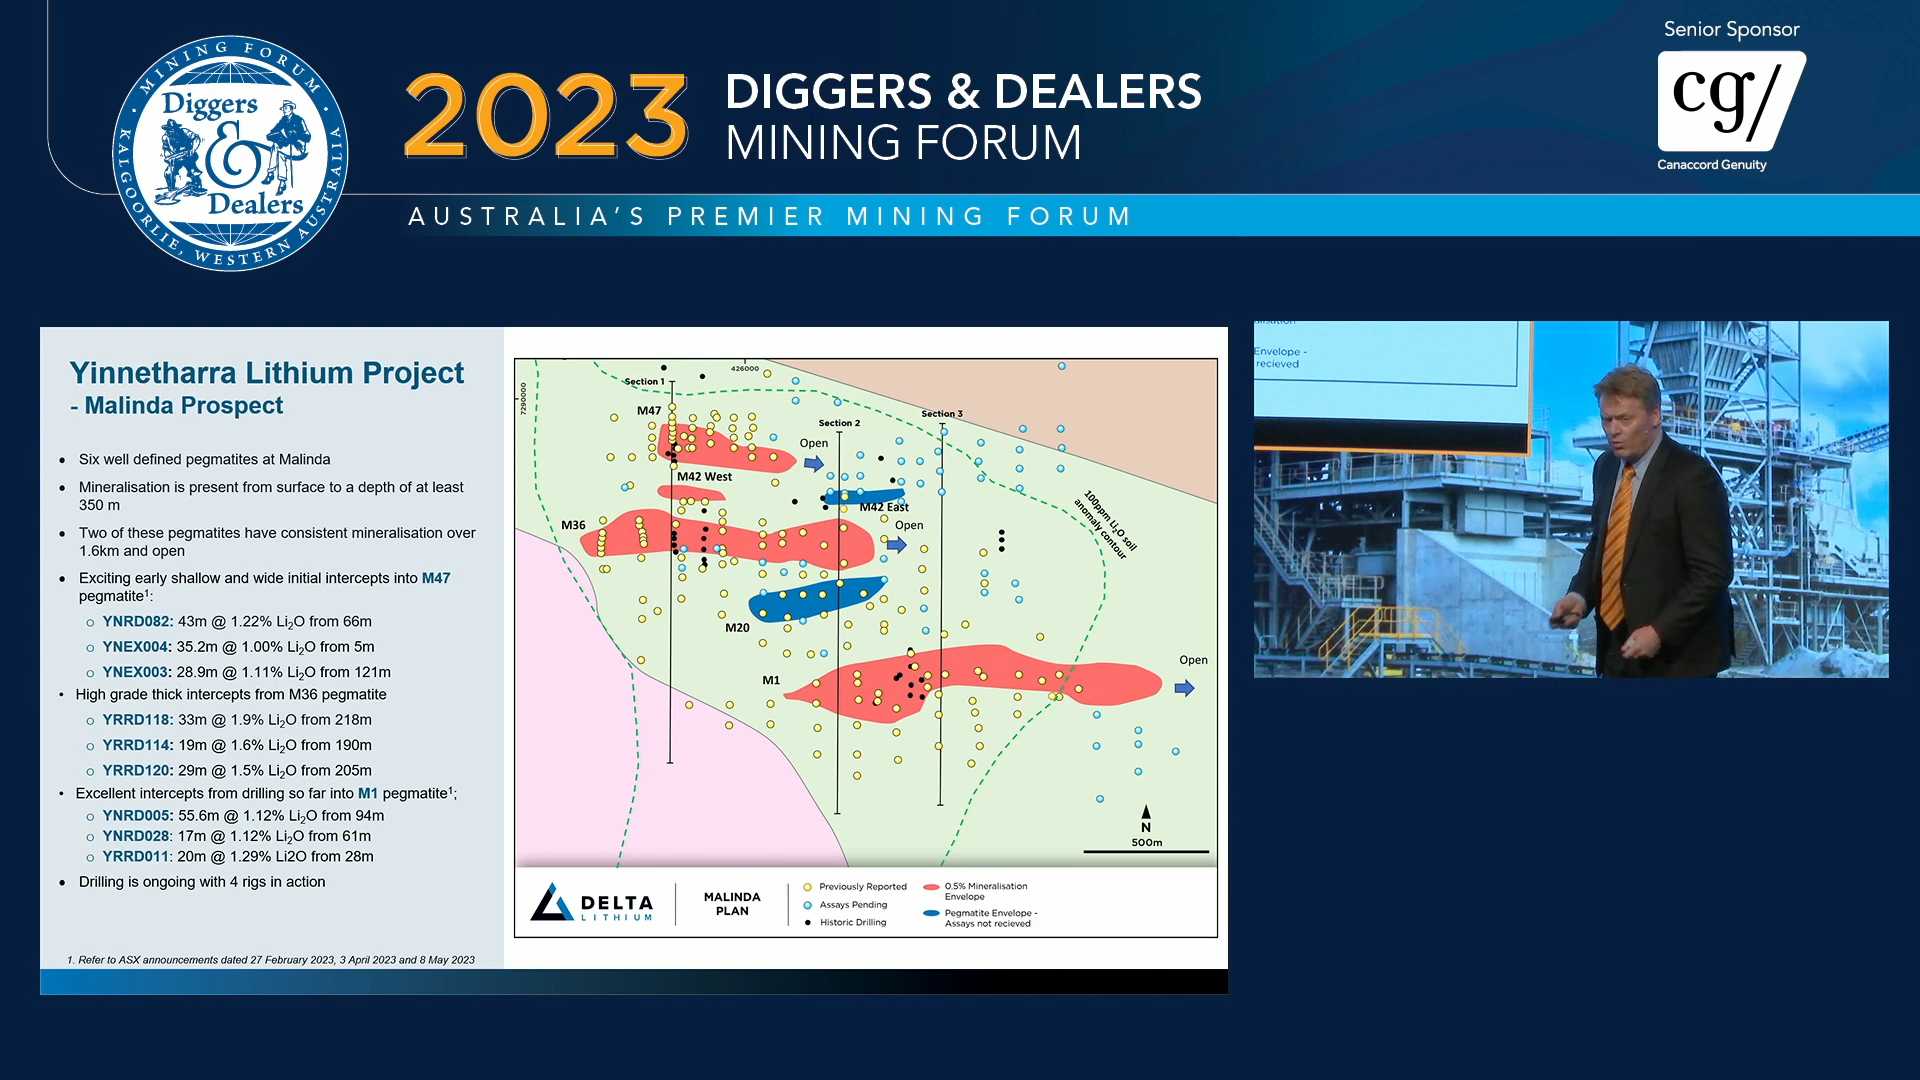 MINING FORUM
KALGOORLIE, WESTERN AUSTRALIA
Diggers
&
Dealers
2023
DIGGERS & DEALERS
MINING FORUM
AUSTRALIA'S PREMIER MINING FORUM
Senior Sponsor
cg/
Canaccord Genuity
Yinnetharra Lithium Project
- Malinda Prospect
• Six well defined pegmatites at Malinda
• Mineralisation is present from surface to a depth of at least
350 m
• Two of these pegmatites have consistent mineralisation over
1.6km and open
• Exciting early shallow and wide initial intercepts into M47
pegmatite¹:
o YNRD082: 43m @ 1.22% Li₂O from 66m
o YNEX004: 35.2m @ 1.00% Li₂O from 5m
o YNEX003: 28.9m @ 1.11% Li₂O from 121m
• High grade thick intercepts from M36 pegmatite
o YRRD118: 33m @ 1.9% Li₂O from 218m
o YRRD114: 19m @ 1.6% Li₂O from 190m
o YRRD120: 29m @ 1.5% Li₂O from 205m
• Excellent intercepts from drilling so far into M1 pegmatite¹;
o YNRD005: 55.6m @ 1.12% Li₂O from 94m
o YNRD028: 17m @ 1.12% Li₂O from 61m
o YRRD011: 20m @ 1.29% Li2O from 28m
• Drilling is ongoing with 4 rigs in action
1. Refer to ASX announcements dated 27 February 2023, 3 April 2023 and 8 May 2023
426000
7290000
Section 1
Section 2
Section 3
M47
Open
M42 West
M42 East
M36
Open
100ppm Li₂O soil
anomaly contour
M20
M1
Open
N
500m
DELTA
LITHIUM
MALINDA
PLAN
Previously Reported
Assays Pending
Historic Drilling
0.5% Mineralisation
Envelope
Pegmatite Envelope -
Assays not recieved
Envelope -
recieved